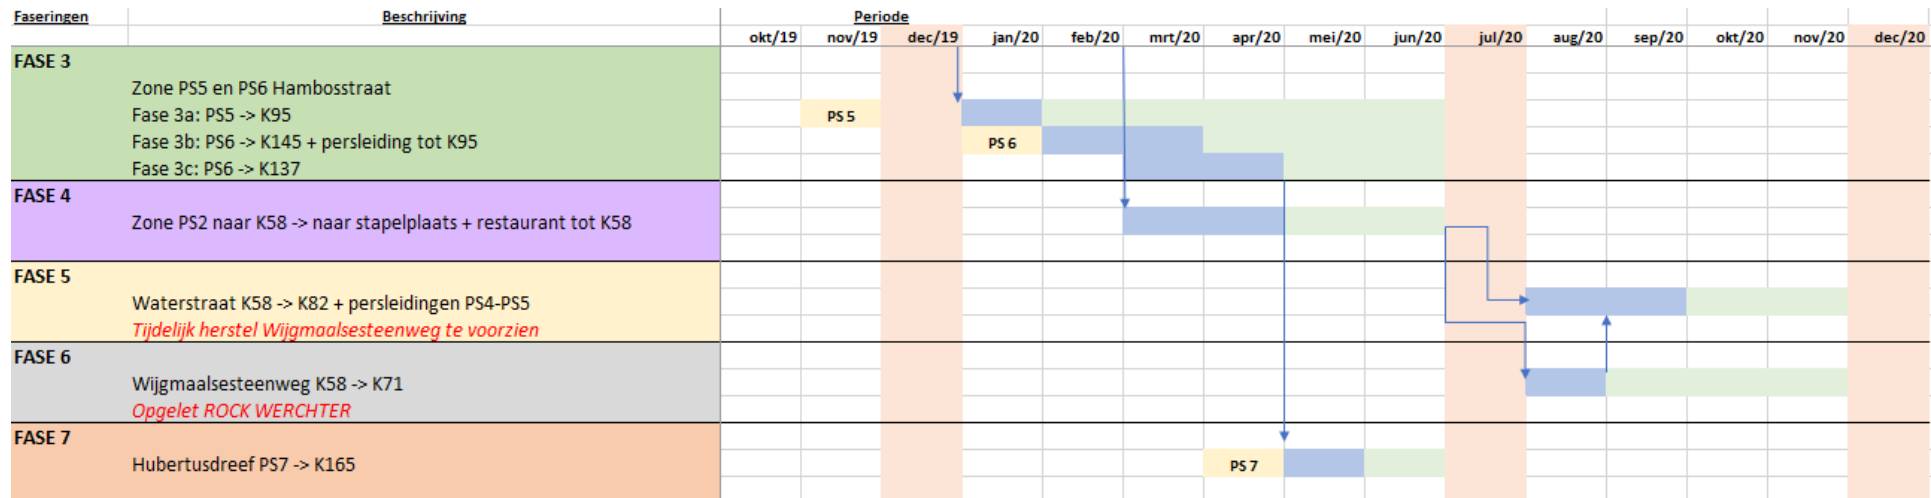 Faseringen Beschrijving Periode
okt/19 nov/19 dec/19 jan/20 feb/20 mrt/20 apr/20 mei/20 jun/20 jul/20 aug/20 sep/20 okt/20 nov/20 dec/20
FASE 3
Zone PS5 en PS6 Hambosstraat
Fase 3a: PS5 -> K95 PS 5
Fase 3b: PS6 -> K145 + persleiding tot K95 PS 6
Fase 3c: PS6 -> K137
FASE 4
Zone PS2 naar K58 -> naar stapelplaats + restaurant tot K58
FASE 5
Waterstraat K58 -> K82 + persleidingen PS4-PS5
Tijdelijk herstel Wijgmaalsesteenweg te voorzien
FASE 6
Wijgmaalsesteenweg K58 -> K71
Opgelet ROCK WERCHTER
FASE 7
Hubertusdreef PS7 -> K165 PS 7